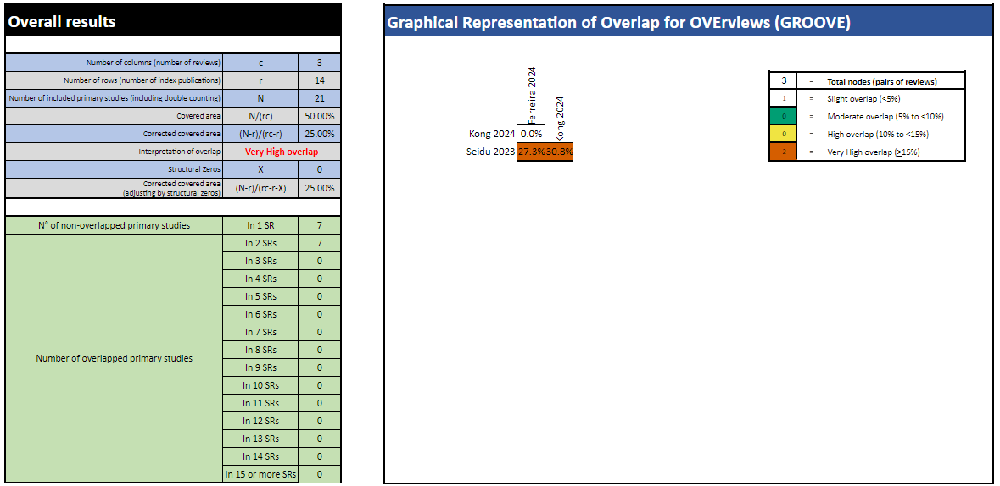 Overall results
Number of columns (number of reviews) c 3
Number of rows (number of index publications) r 14
Number of included primary studies (including double counting) N 21
Covered area N/(rc) 50.00%
Corrected covered area (N-r)/(rc-r) 25.00%
Interpretation of overlap Very High overlap
Structural Zeros X 0
Corrected covered area
(adjusting by structural zeros) (N-r)/(rc-r-X) 25.00%
N° of non-overlapped primary studies In 1 SR 7
Number of overlapped primary studies
In 2 SRs 7
In 3 SRs 0
In 4 SRs 0
In 5 SRs 0
In 6 SRs 0
In 7 SRs 0
In 8 SRs 0
In 9 SRs 0
In 10 SRs 0
In 11 SRs 0
In 12 SRs 0
In 13 SRs 0
In 14 SRs 0
In 15 or more SRs 0
Graphical Representation of Overlap for OVErviews (GROOVE)
Ferreira 2024
Kong 2024
Kong 2024 0.0%
Seidu 2023 27.3% 30.8%
3 = Total nodes (pairs of reviews)
1 = Slight overlap (<5%)
0 = Moderate overlap (5% to <10%)
0 = High overlap (10% to <15%)
2 = Very High overlap (≥15%)